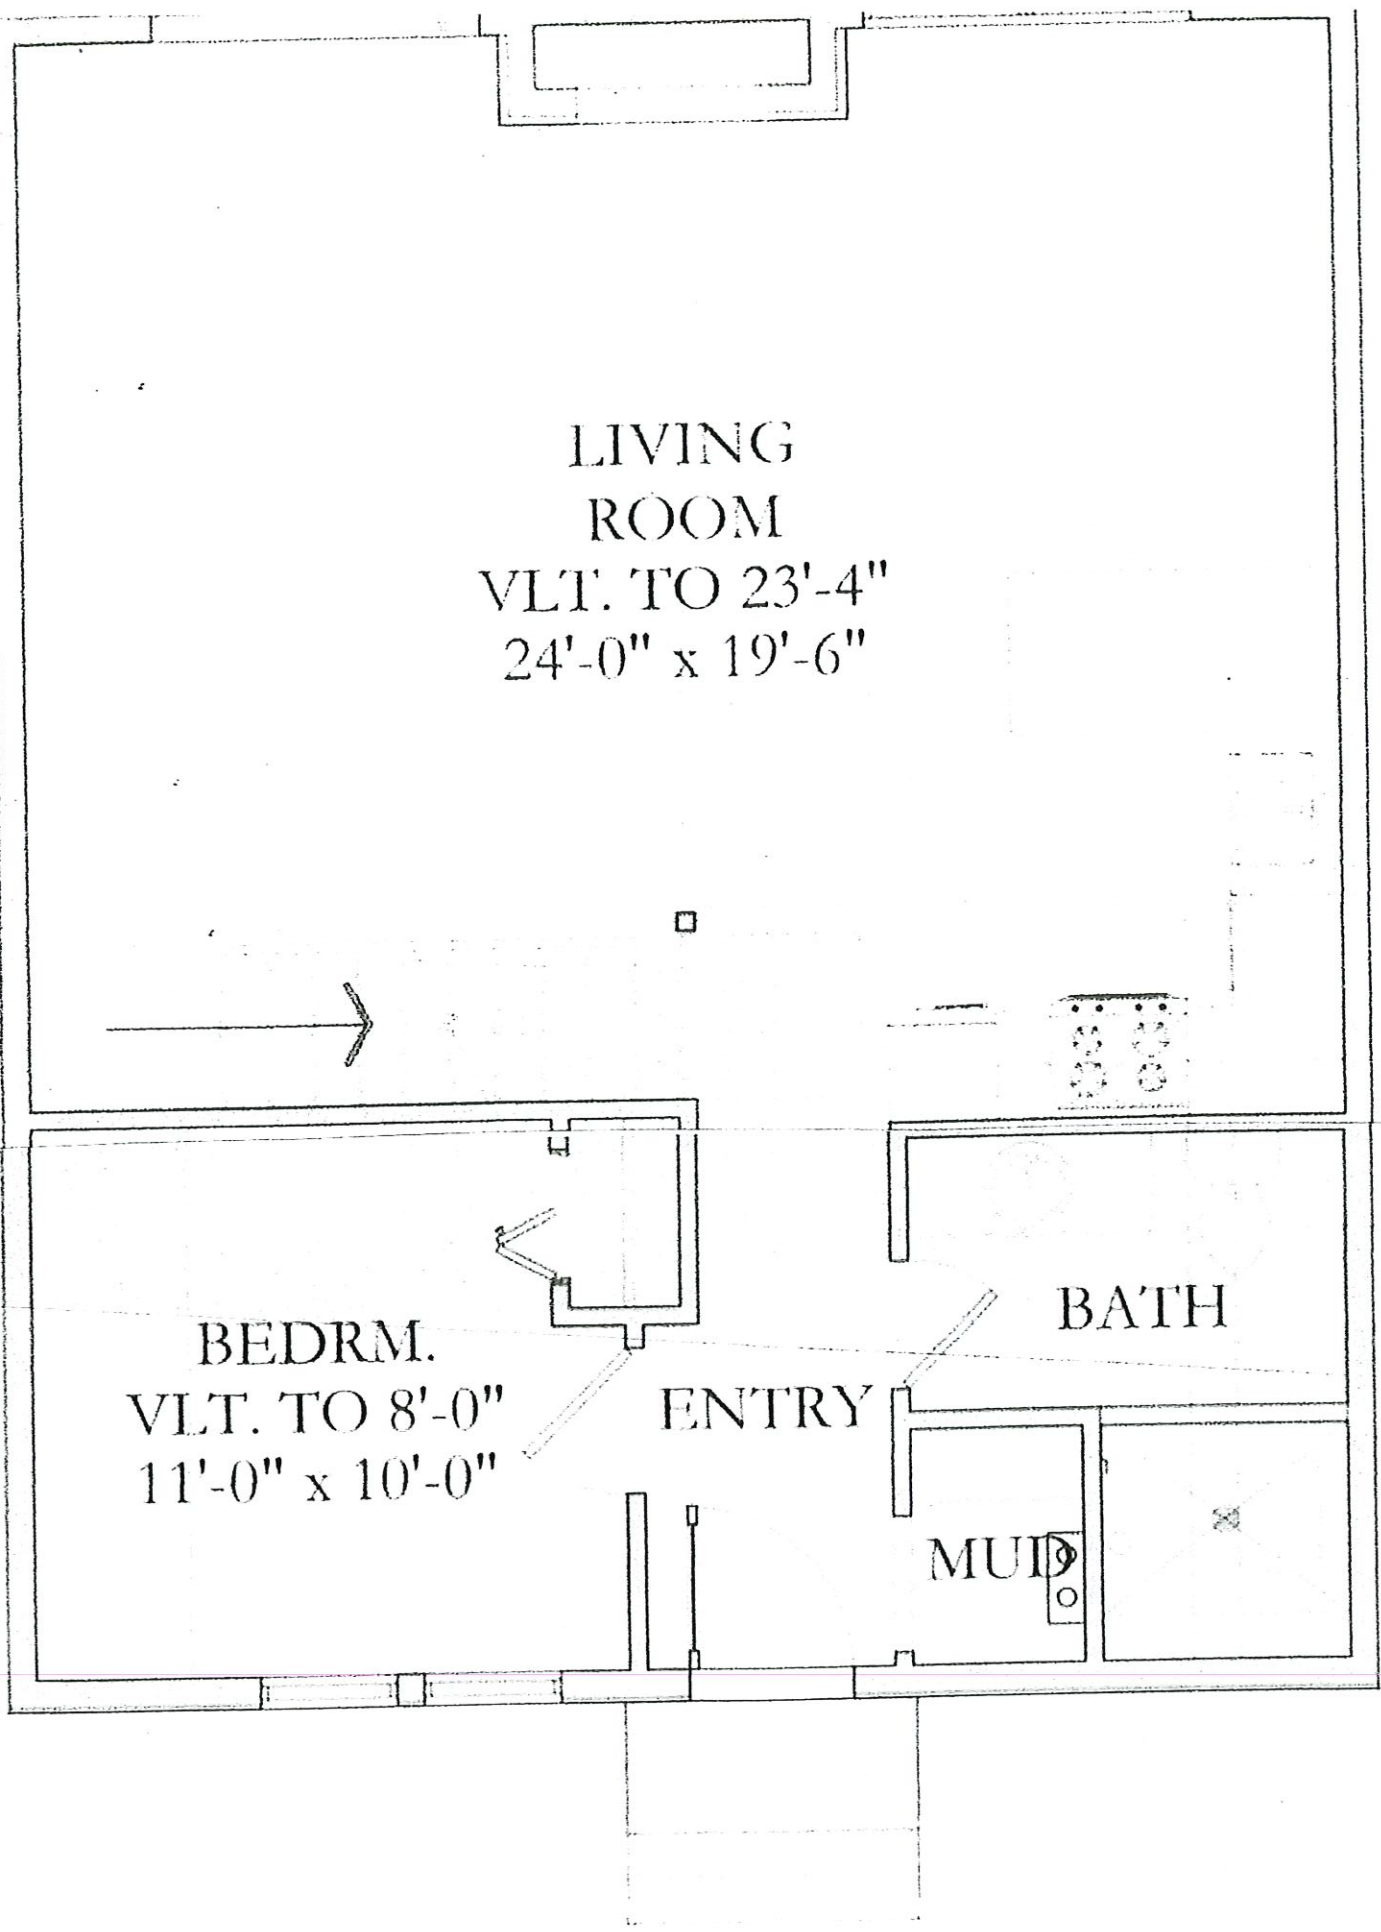 LIVING
ROOM
VLT. TO 23'-4"
24'-0" x 19'-6"
BEDRM.
VLT. TO 8'-0"
11'-0" x 10'-0"
ENTRY
BATH
MUD